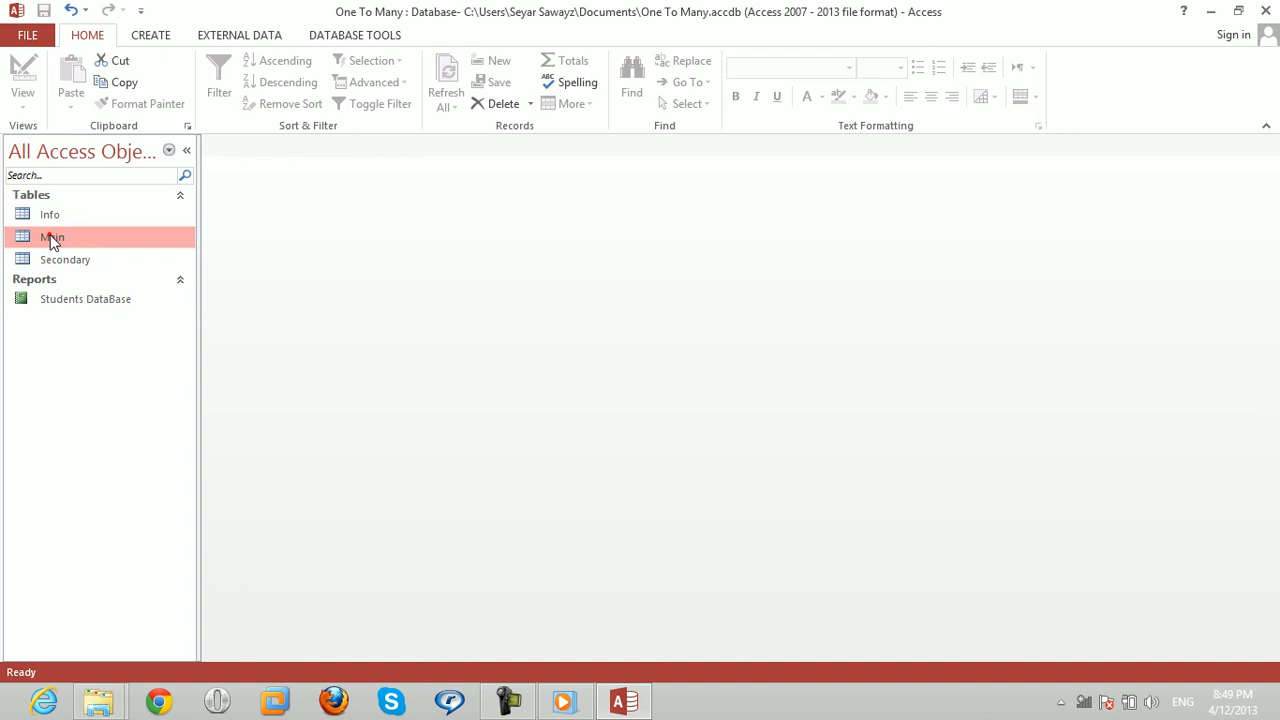 One To Many : Database- C:\Users\Seyar Sawayz\Documents\One To Many.accdb (Access 2007 - 2013 file format) - Access
FILE HOME CREATE EXTERNAL DATA DATABASE TOOLS Sign in
View
Views
Paste
Cut
Copy
Format Painter
Clipboard
Filter
Ascending
Descending
Remove Sort
Selection
Advanced
Toggle Filter
Sort & Filter
Refresh All
New
Save
Delete
Totals
Spelling
More
Records
Find
Replace
Go To
Select
Find
B I U A
Text Formatting
All Access Obje...
Search...
Tables
Info
Main
Secondary
Reports
Students DataBase
Ready
ENG
8:49 PM
4/12/2013